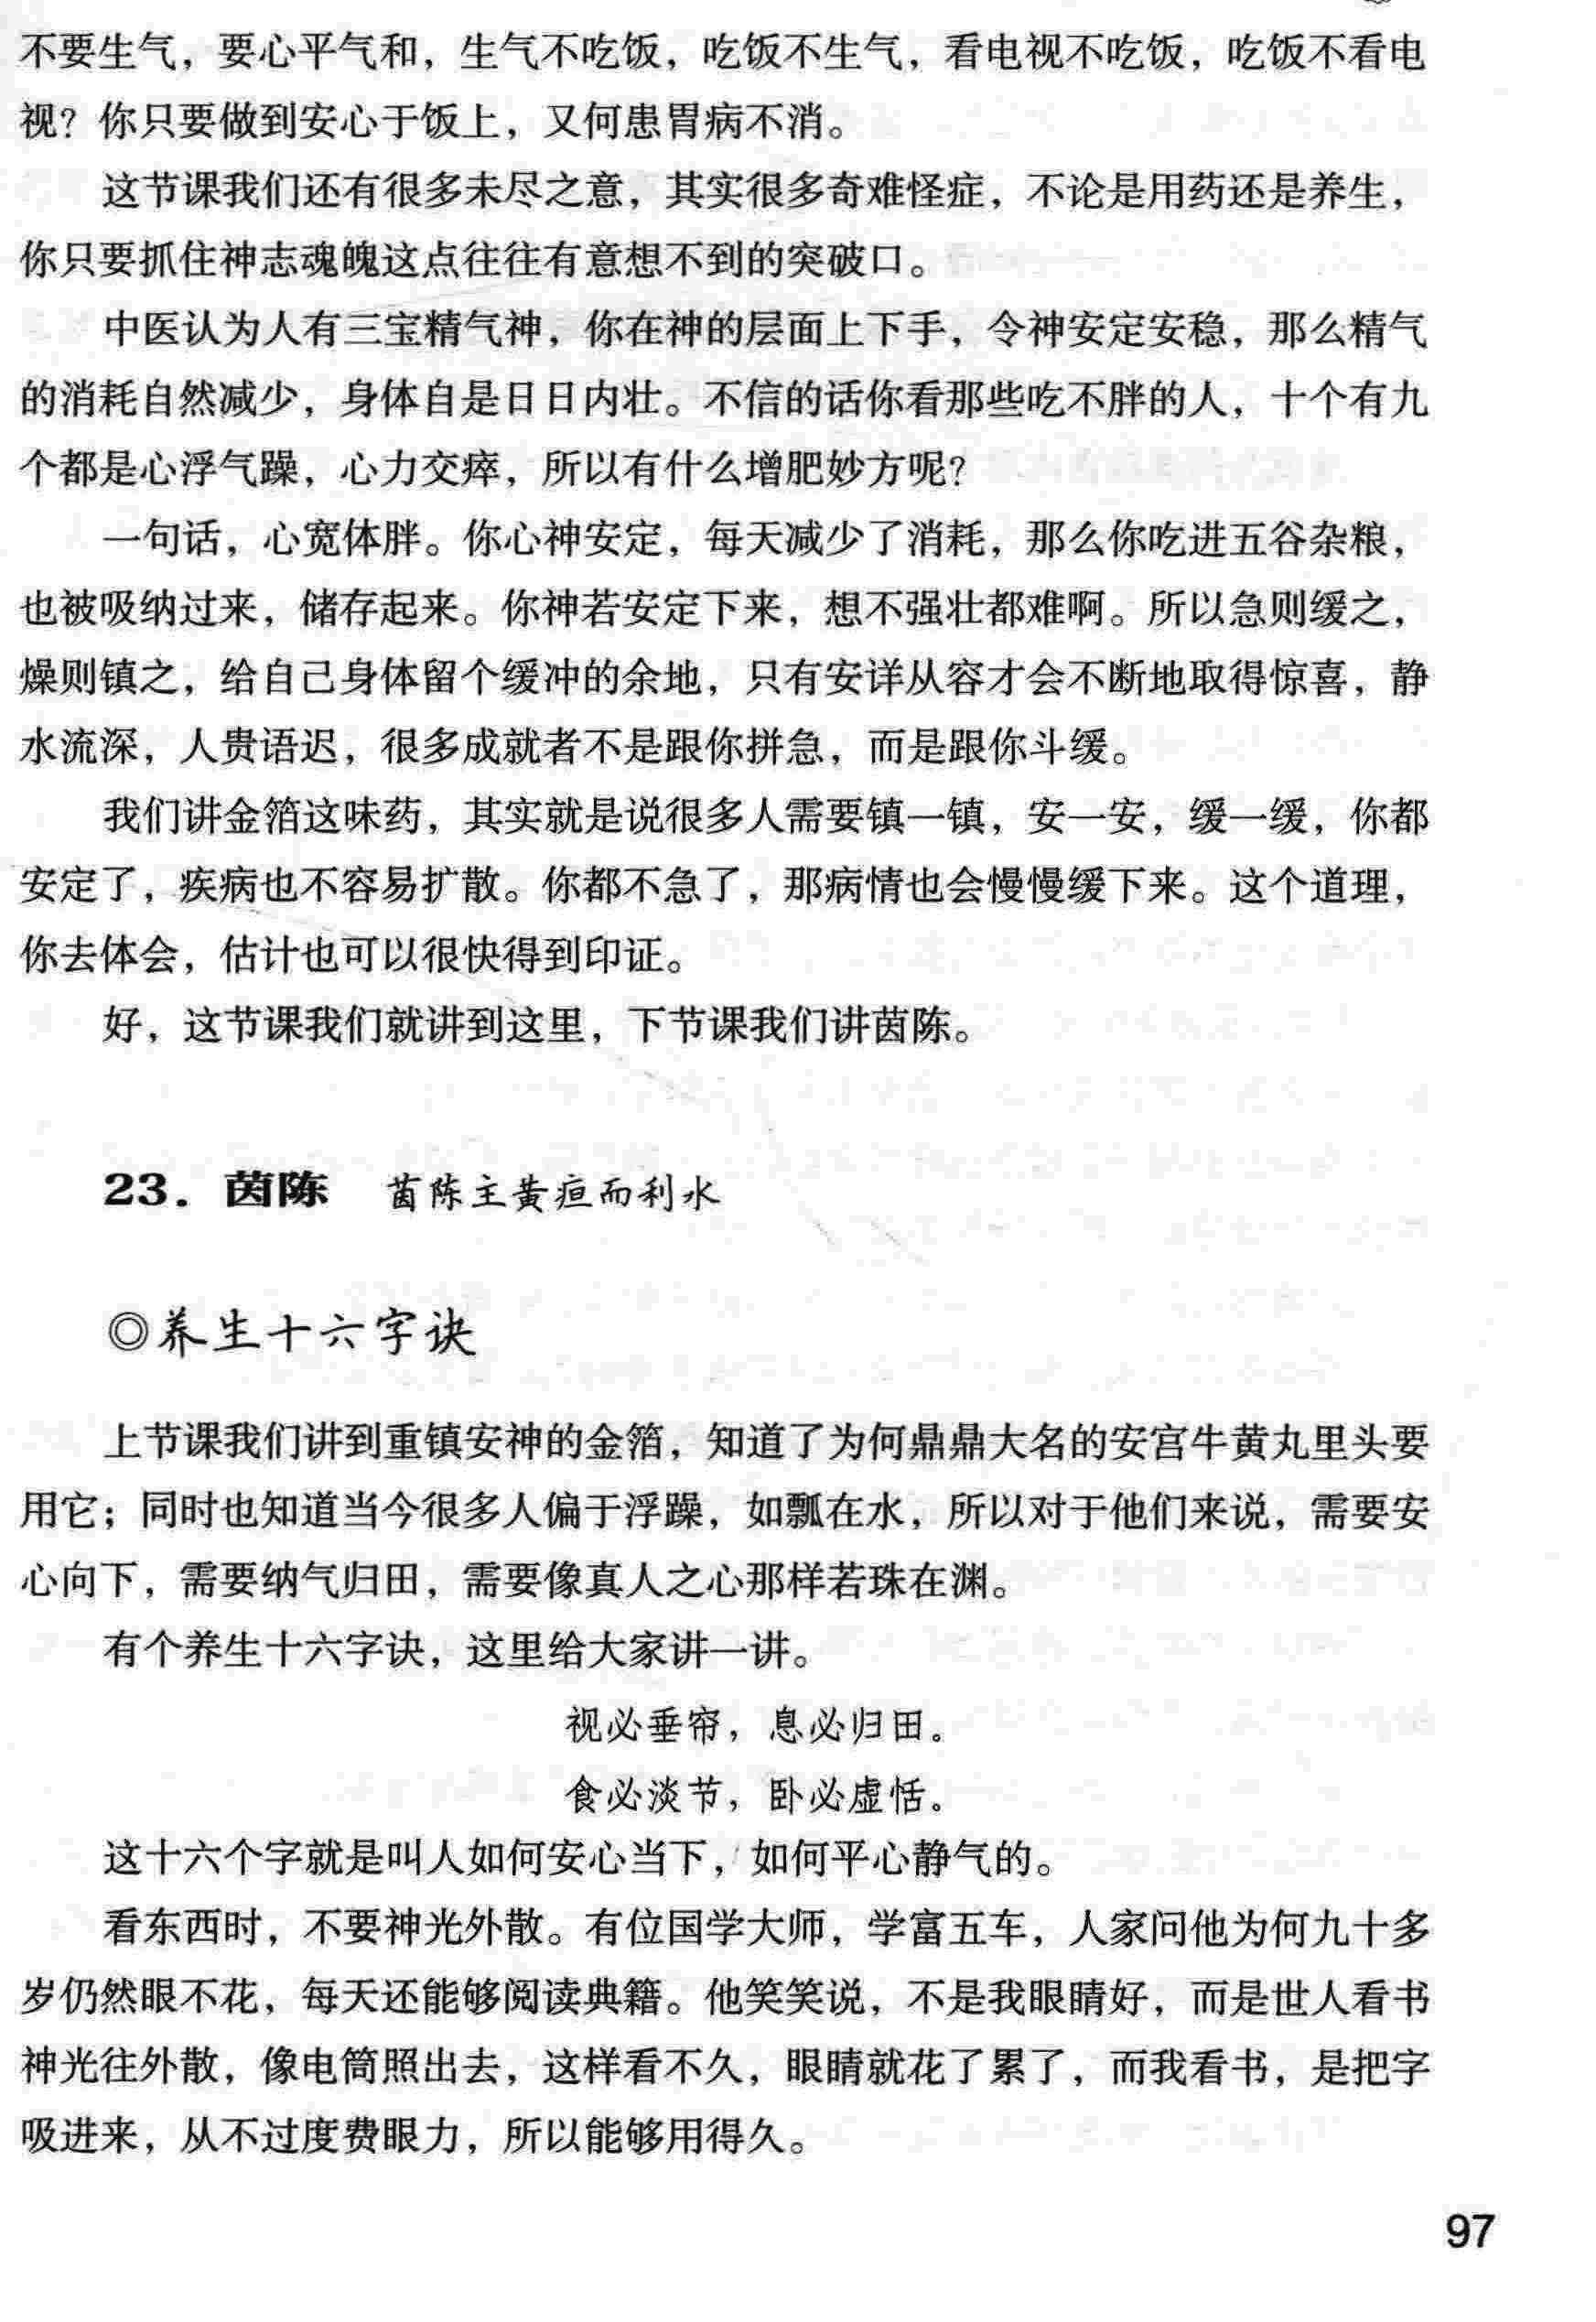 不要生气，要心平气和，生气不吃饭，吃饭不生气，看电视不吃饭，吃饭不看电
视？你只要做到安心于饭上，又何患胃病不消。
这节课我们还有很多未尽之意，其实很多奇难怪症，不论是用药还是养生，
你只要抓住神志魂魄这点往往有意想不到的突破口。
中医认为人有三宝精气神，你在神的层面上下手，令神安定安稳，那么精气
的消耗自然减少，身体自是日日内壮。不信的话你看那些吃不胖的人，十个有九
个都是心浮气躁，心力交瘁，所以有什么增肥妙方呢？
一句话，心宽体胖。你心神安定，每天减少了消耗，那么你吃进五谷杂粮，
也被吸纳过来，储存起来。你神若安定下来，想不强壮都难啊。所以急则缓之，
燥则镇之，给自己身体留个缓冲的余地，只有安详从容才会不断地取得惊喜，静
水流深，人贵语迟，很多成就者不是跟你拼急，而是跟你斗缓。
我们讲金箔这味药，其实就是说很多人需要镇一镇，安一安，缓一缓，你都
安定了，疾病也不容易扩散。你都不急了，那病情也会慢慢缓下来。这个道理，
你去体会，估计也可以很快得到印证。
好，这节课我们就讲到这里，下节课我们讲茵陈。
23. 茵陈 茵陈主黄疸而利水
◎养生十六字诀
上节课我们讲到重镇安神的金箔，知道了为何鼎鼎大名的安宫牛黄丸里头要
用它；同时也知道当今很多人偏于浮躁，如瓢在水，所以对于他们来说，需要安
心向下，需要纳气归田，需要像真人之心那样若珠在渊。
有个养生十六字诀，这里给大家讲一讲。
视必垂帘，息必归田。
食必淡节，卧必虚恬。
这十六个字就是叫人如何安心当下，如何平心静气的。
看东西时，不要神光外散。有位国学大师，学富五车，人家问他为何九十多
岁仍然眼不花，每天还能够阅读典籍。他笑笑说，不是我眼睛好，而是世人看书
神光往外散，像电筒照出去，这样看不久，眼睛就花了累了，而我看书，是把字
吸进来，从不过度费眼力，所以能够用得久。
97